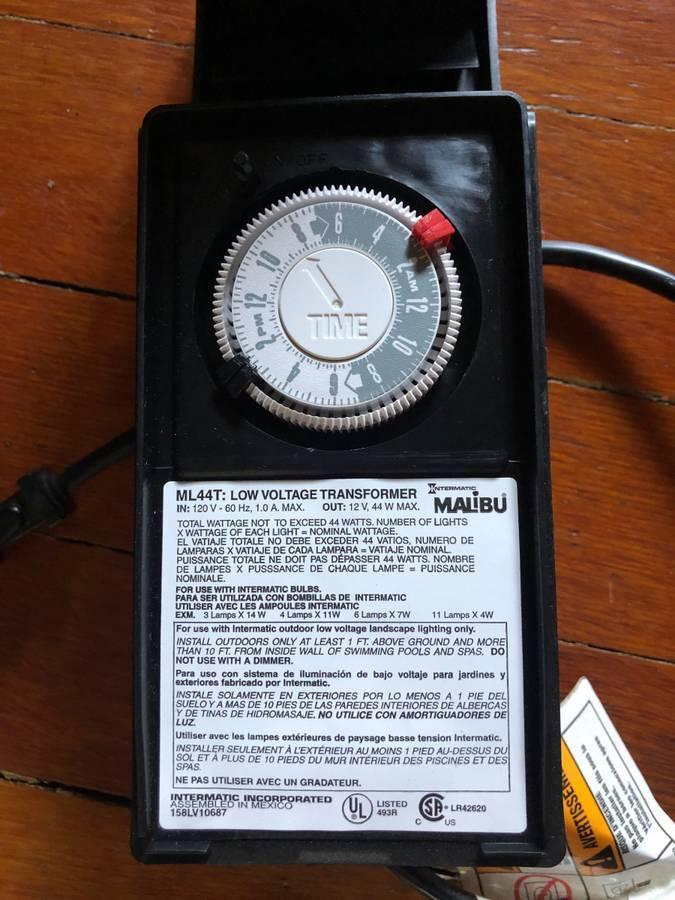 OFF
6
4
2 AM
12
10
8
6
2 PM
12
10
8
TIME
ML44T: LOW VOLTAGE TRANSFORMER
IN: 120 V - 60 Hz, 1.0 A. MAX. OUT: 12 V, 44 W MAX.
INTERMATIC
MALiBU®
TOTAL WATTAGE NOT TO EXCEED 44 WATTS. NUMBER OF LIGHTS
X WATTAGE OF EACH LIGHT = NOMINAL WATTAGE.
EL VATIAJE TOTAL NO DEBE EXCEDER 44 VATIOS, NUMERO DE
LAMPARAS X VATIAJE DE CADA LAMPARA = VATIAJE NOMINAL.
PUISSANCE TOTALE NE DOIT PAS DÉPASSER 44 WATTS. NOMBRE
DE LAMPES X PUSSSANCE DE CHAQUE LAMPE = PUISSANCE
NOMINALE.
FOR USE WITH INTERMATIC BULBS.
PARA SER UTILIZADA CON BOMBILLAS DE INTERMATIC
UTILISER AVEC LES AMPOULES INTERMATIC
EXM. 3 Lamps X 14 W 4 Lamps X 11W 6 Lamps X 7W 11 Lamps X 4W
For use with Intermatic outdoor low voltage landscape lighting only.
INSTALL OUTDOORS ONLY AT LEAST 1 FT. ABOVE GROUND AND MORE
THAN 10 FT. FROM INSIDE WALL OF SWIMMING POOLS AND SPAS. DO
NOT USE WITH A DIMMER.
Para uso con sistema de iluminación de bajo voltaje para jardines y
exteriores fabricado por Intermatic.
INSTALE SOLAMENTE EN EXTERIORES POR LO MENOS A 1 PIE DEL
SUELO Y A MAS DE 10 PIES DE LAS PAREDES INTERIORES DE ALBERCAS
Y DE TINAS DE HIDROMASAJE. NO UTILICE CON AMORTIGUADORES DE
LUZ.
Utiliser avec les lampes extérieures de paysage basse tension Intermatic.
INSTALLER SEULEMENT À L'EXTÉRIEUR AU MOINS 1 PIED AU-DESSUS DU
SOL ET À PLUS DE 10 PIEDS DU MUR INTÉRIEUR DES PISCINES ET DES
SPAS.
NE PAS UTILISER AVEC UN GRADATEUR.
INTERMATIC INCORPORATED
ASSEMBLED IN MEXICO
158LV10687
UL LISTED
493R
SA ® LR42620
C US
AVERTISSEME